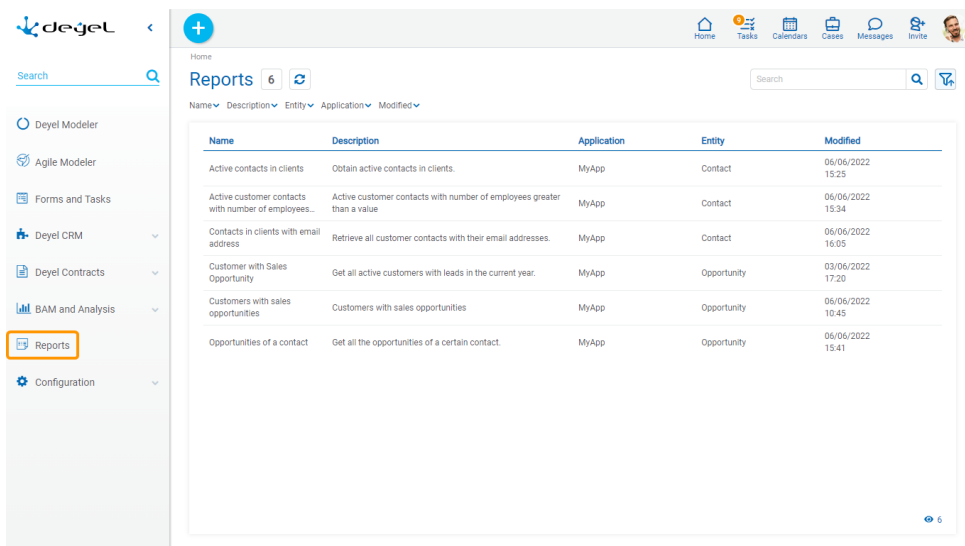 deyel
Search
Deyel Modeler
Agile Modeler
Forms and Tasks
Deyel CRM
Deyel Contracts
BAM and Analysis
Reports
Configuration
+
Home
9
Tasks
Calendars
Cases
Messages
Invite
Home
Reports 6
Search
Name Description Entity Application Modified
Name Description Application Entity Modified
Active contacts in clients Obtain active contacts in clients. MyApp Contact 06/06/2022
15:25
Active customer contacts Active customer contacts with number of employees greater MyApp Contact 06/06/2022
with number of employees... than a value 15:34
Contacts in clients with email Retrieve all customer contacts with their email addresses. MyApp Contact 06/06/2022
address 16:05
Customer with Sales Get all active customers with leads in the current year. MyApp Opportunity 03/06/2022
Opportunity 17:20
Customers with sales Customers with sales opportunities MyApp Opportunity 06/06/2022
opportunities 10:45
Opportunities of a contact Get all the opportunities of a certain contact. MyApp Opportunity 06/06/2022
15:41
6